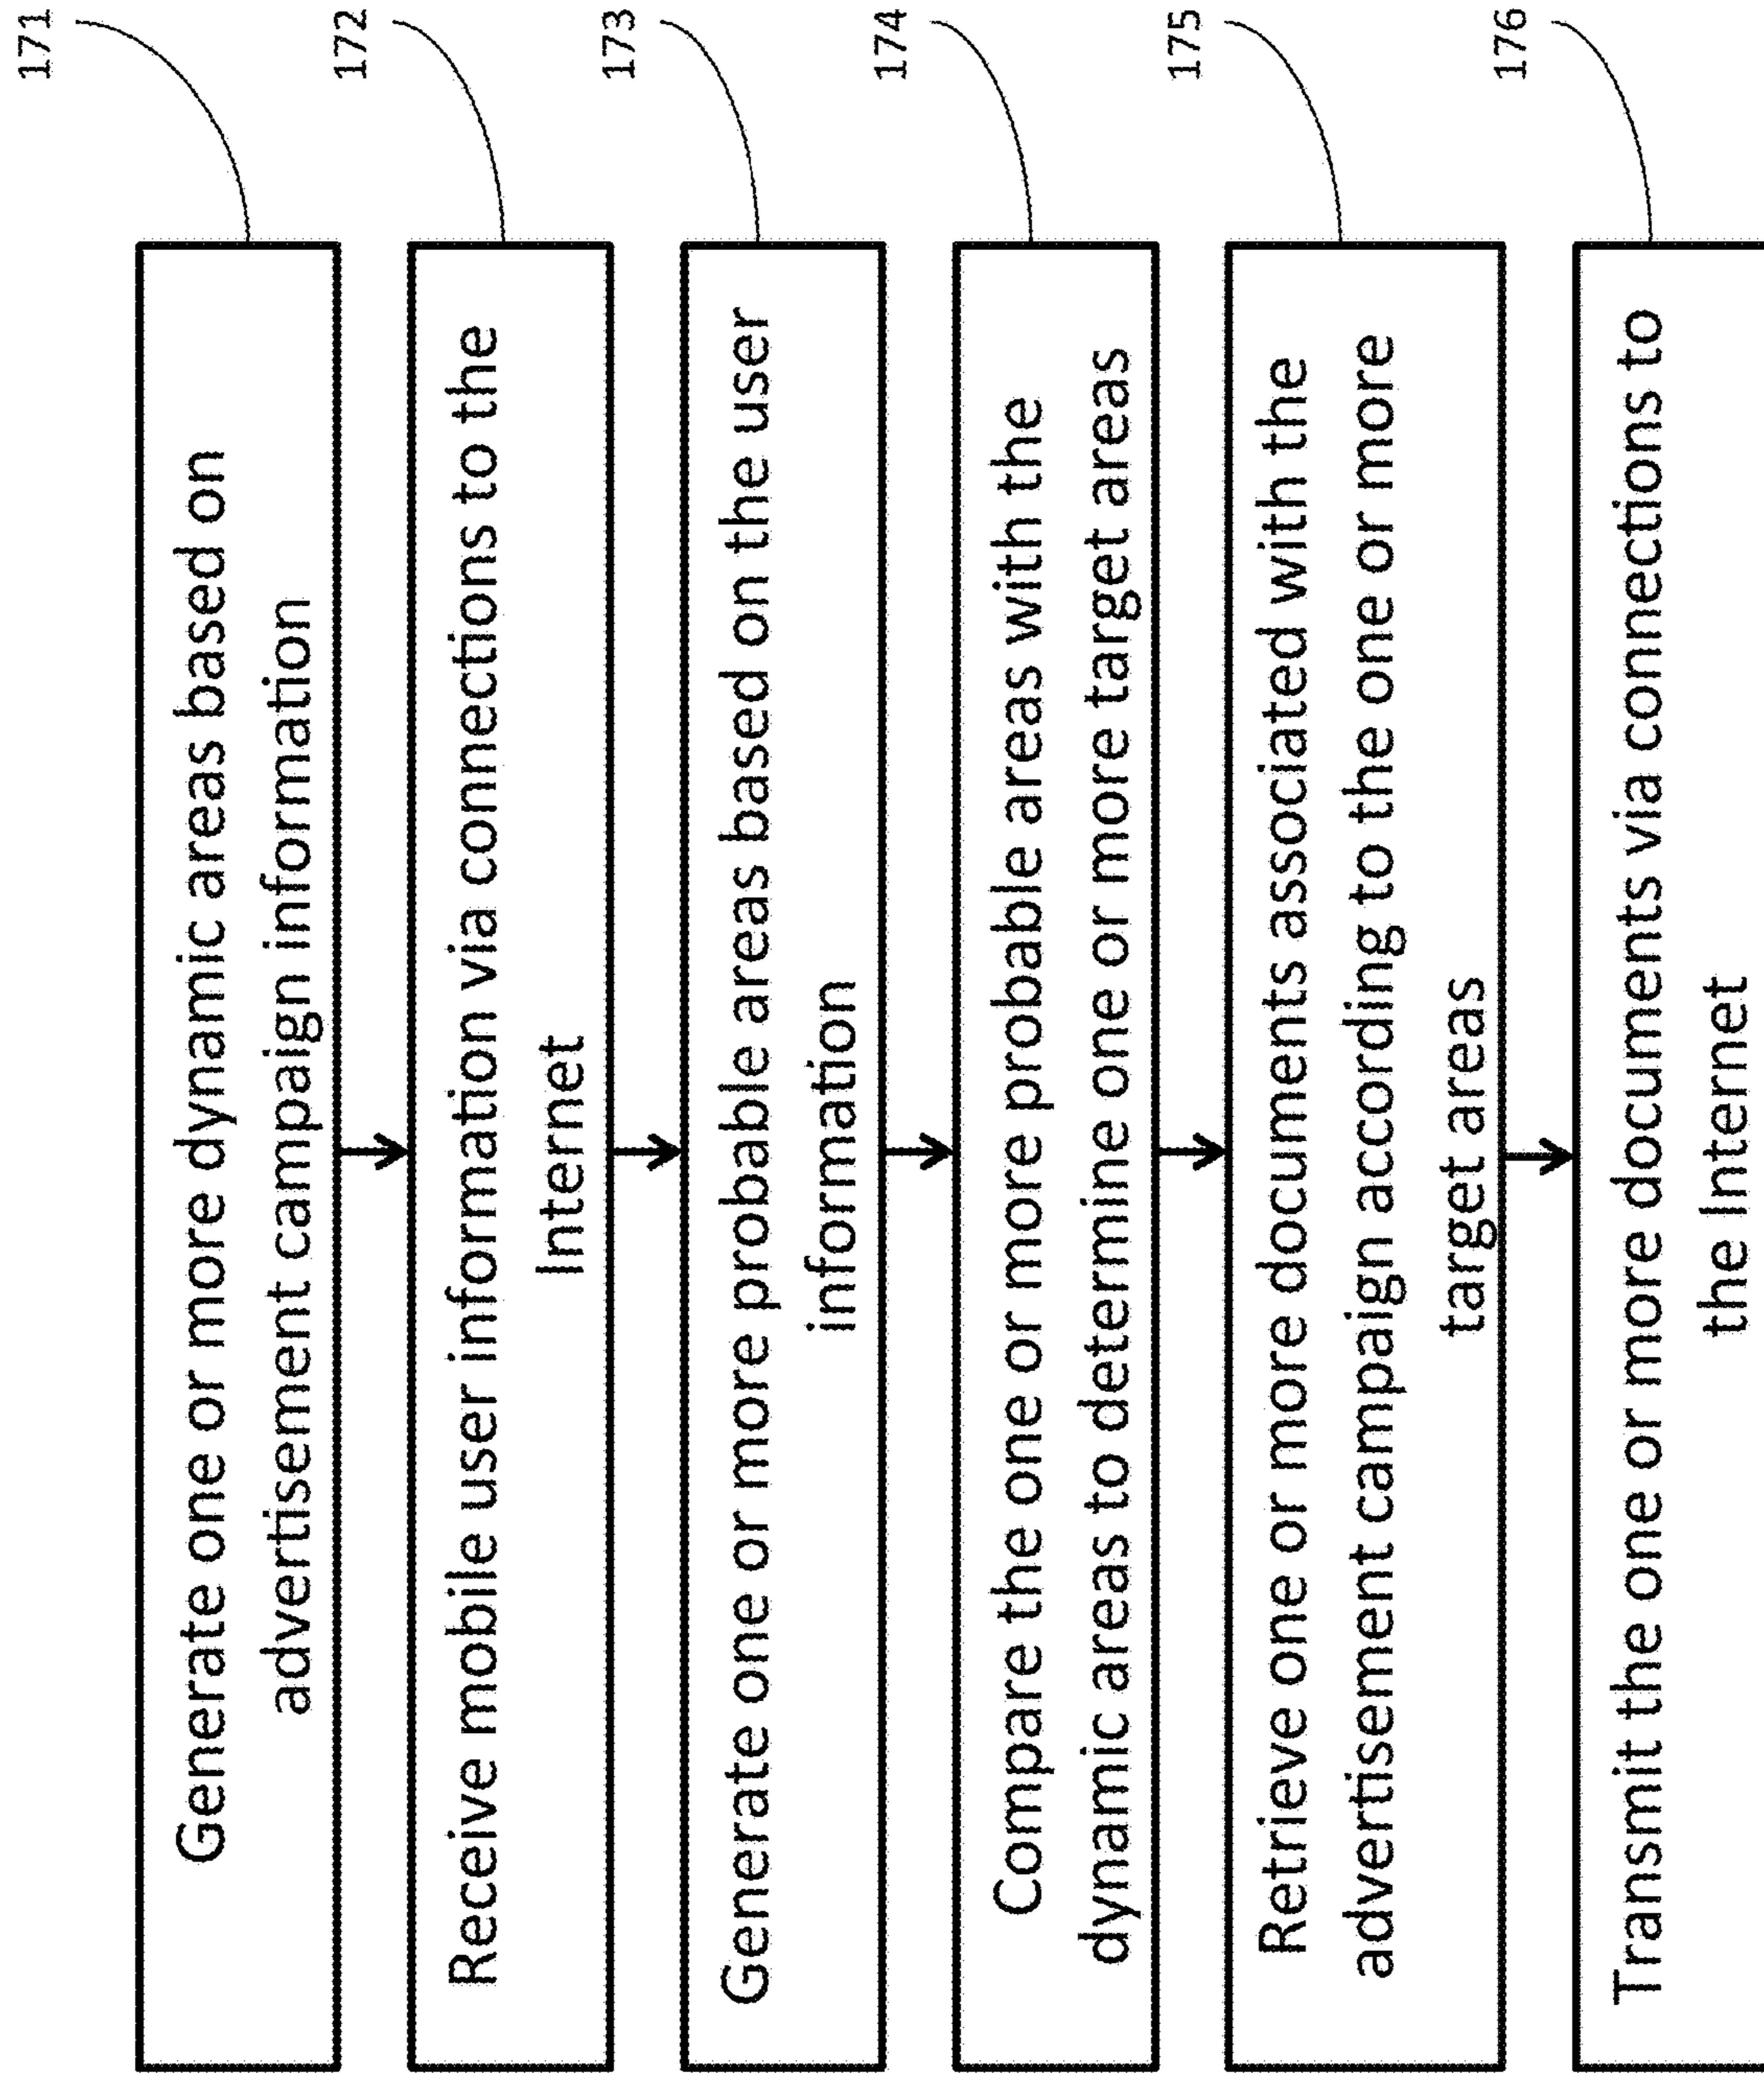 Generate one or more dynamic areas based on
advertisement campaign information
171
Receive mobile user information via connections to the
Internet
172
Generate one or more probable areas based on the user
information
173
Compare the one or more probable areas with the
dynamic areas to determine one or more target areas
174
Retrieve one or more documents associated with the
advertisement campaign according to the one or more
target areas
175
Transmit the one or more documents via connections to
the Internet
176